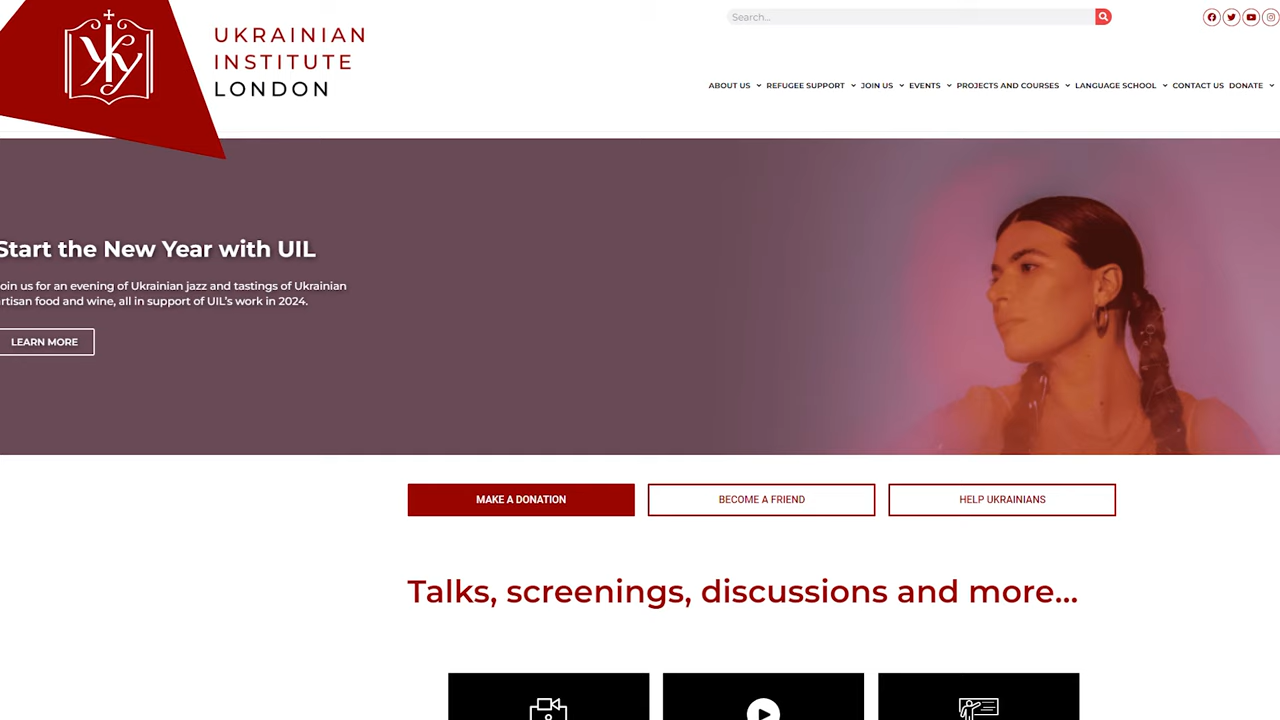 UKRAINIAN
INSTITUTE
LONDON
Search...
ABOUT US REFUGEE SUPPORT JOIN US EVENTS PROJECTS AND COURSES LANGUAGE SCHOOL CONTACT US DONATE
Start the New Year with UIL
oin us for an evening of Ukrainian jazz and tastings of Ukrainian
rtisan food and wine, all in support of UIL's work in 2024.
LEARN MORE
MAKE A DONATION BECOME A FRIEND HELP UKRAINIANS
Talks, screenings, discussions and more...